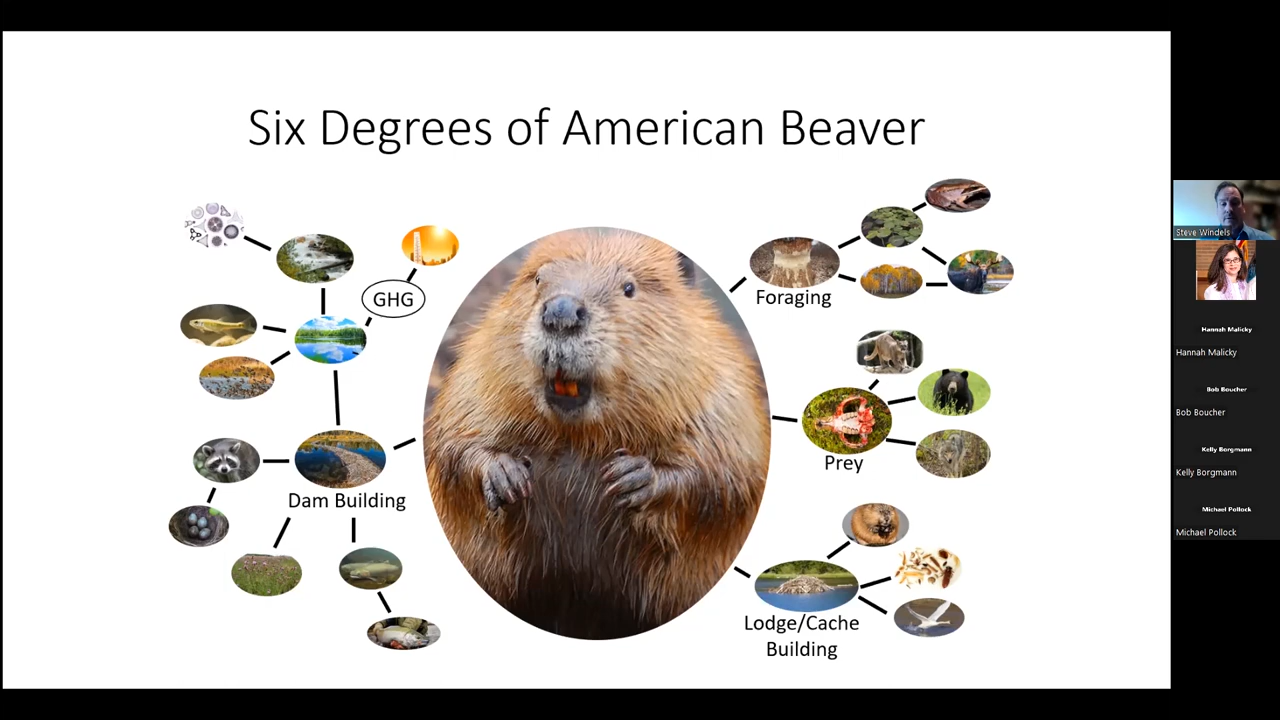 Six Degrees of American Beaver
GHG
Foraging
Prey
Dam Building
Lodge/Cache
Building
Steve Windels
Hannah Malicky
Hannah Malicky
Bob Boucher
Bob Boucher
Kelly Borgmann
Kelly Borgmann
Michael Pollock
Michael Pollock